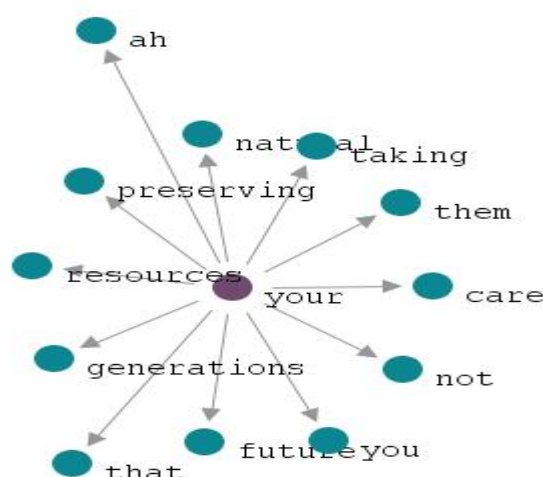 ah
natural
taking
preserving
them
resources
your
care
generations
not
future
you
that